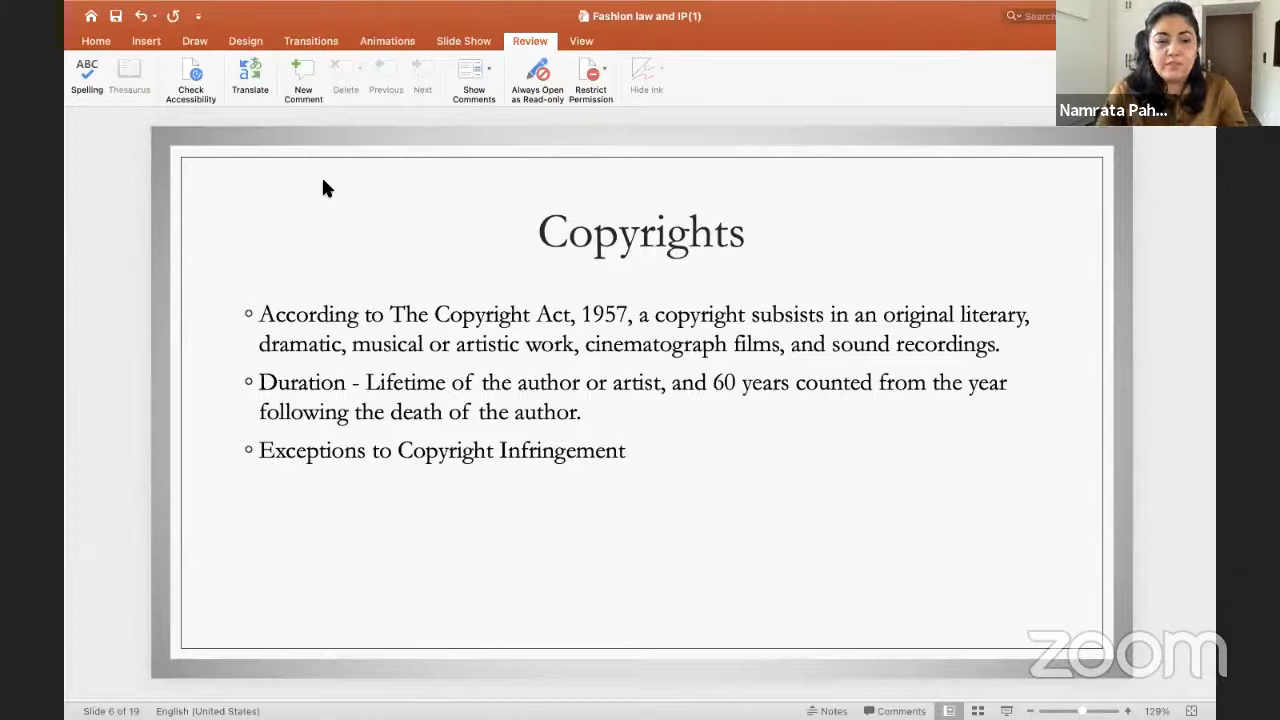 Fashion law and IP(1)
Search
Home Insert Draw Design Transitions Animations Slide Show Review View
ABC
Spelling Thesaurus Check Accessibility Translate New Comment Delete Previous Next Show Comments Always Open as Read-only Restrict Permission Hide Ink
Namrata Pah...
Copyrights
According to The Copyright Act, 1957, a copyright subsists in an original literary,
dramatic, musical or artistic work, cinematograph films, and sound recordings.
Duration - Lifetime of the author or artist, and 60 years counted from the year
following the death of the author.
Exceptions to Copyright Infringement
zoom
Slide 6 of 19 English (United States) Notes Comments 129%